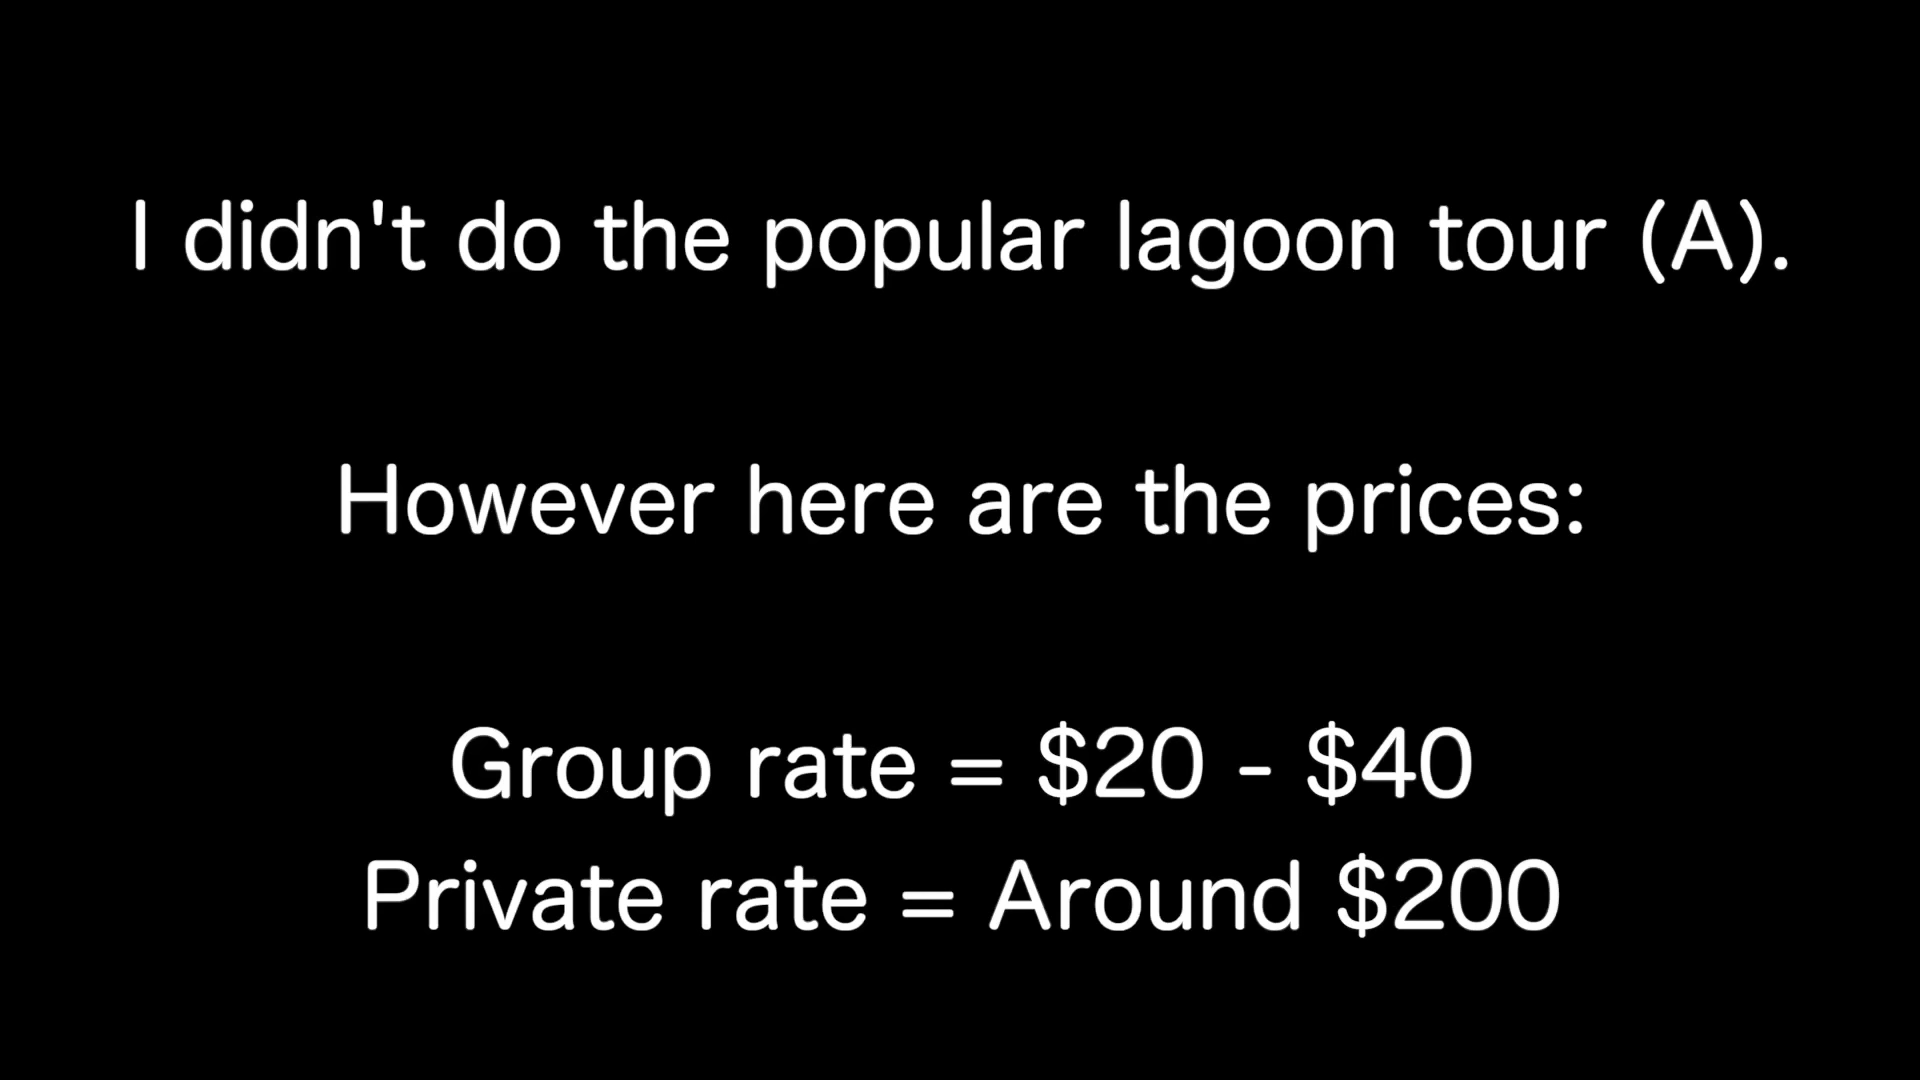 I didn't do the popular lagoon tour (A).
However here are the prices:
Group rate = $20 - $40
Private rate = Around $200